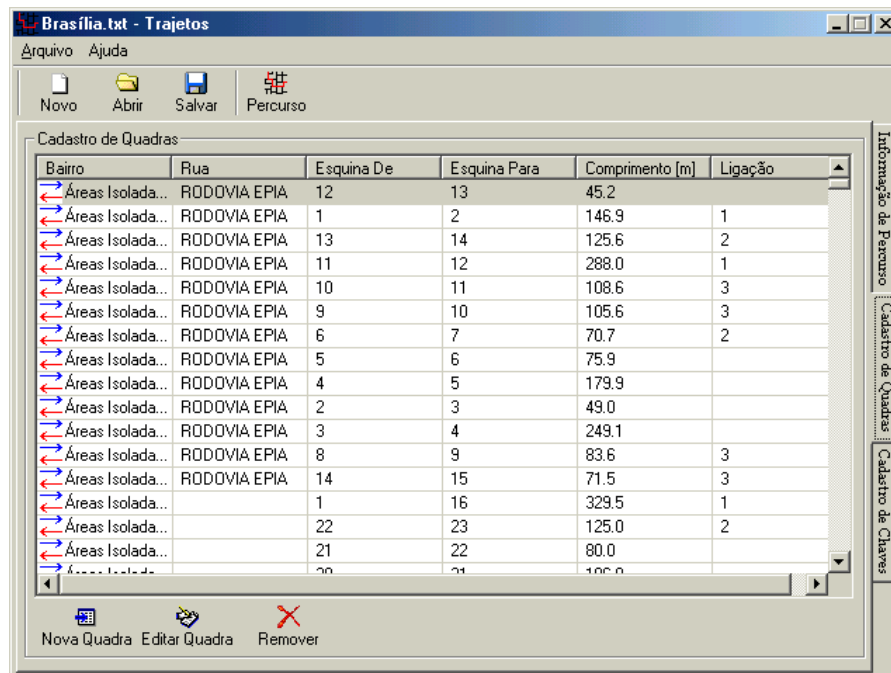 Brasília.txt - Trajetos
Arquivo Ajuda
Novo Abrir Salvar Percurso
Cadastro de Quadras
Bairro Rua Esquina De Esquina Para Comprimento [m] Ligação
Áreas Isolada... RODOVIA EPIA 12 13 45.2
Áreas Isolada... RODOVIA EPIA 1 2 146.9 1
Áreas Isolada... RODOVIA EPIA 13 14 125.6 2
Áreas Isolada... RODOVIA EPIA 11 12 288.0 1
Áreas Isolada... RODOVIA EPIA 10 11 108.6 3
Áreas Isolada... RODOVIA EPIA 9 10 105.6 3
Áreas Isolada... RODOVIA EPIA 6 7 70.7 2
Áreas Isolada... RODOVIA EPIA 5 6 75.9
Áreas Isolada... RODOVIA EPIA 4 5 179.9
Áreas Isolada... RODOVIA EPIA 2 3 49.0
Áreas Isolada... RODOVIA EPIA 3 4 249.1
Áreas Isolada... RODOVIA EPIA 8 9 83.6 3
Áreas Isolada... RODOVIA EPIA 14 15 71.5 3
Áreas Isolada... 1 16 329.5 1
Áreas Isolada... 22 23 125.0 2
Áreas Isolada... 21 22 80.0
Nova Quadra Editar Quadra Remover
Informação de Percurso
Cadastro de Quadras
Cadastro de Chaves